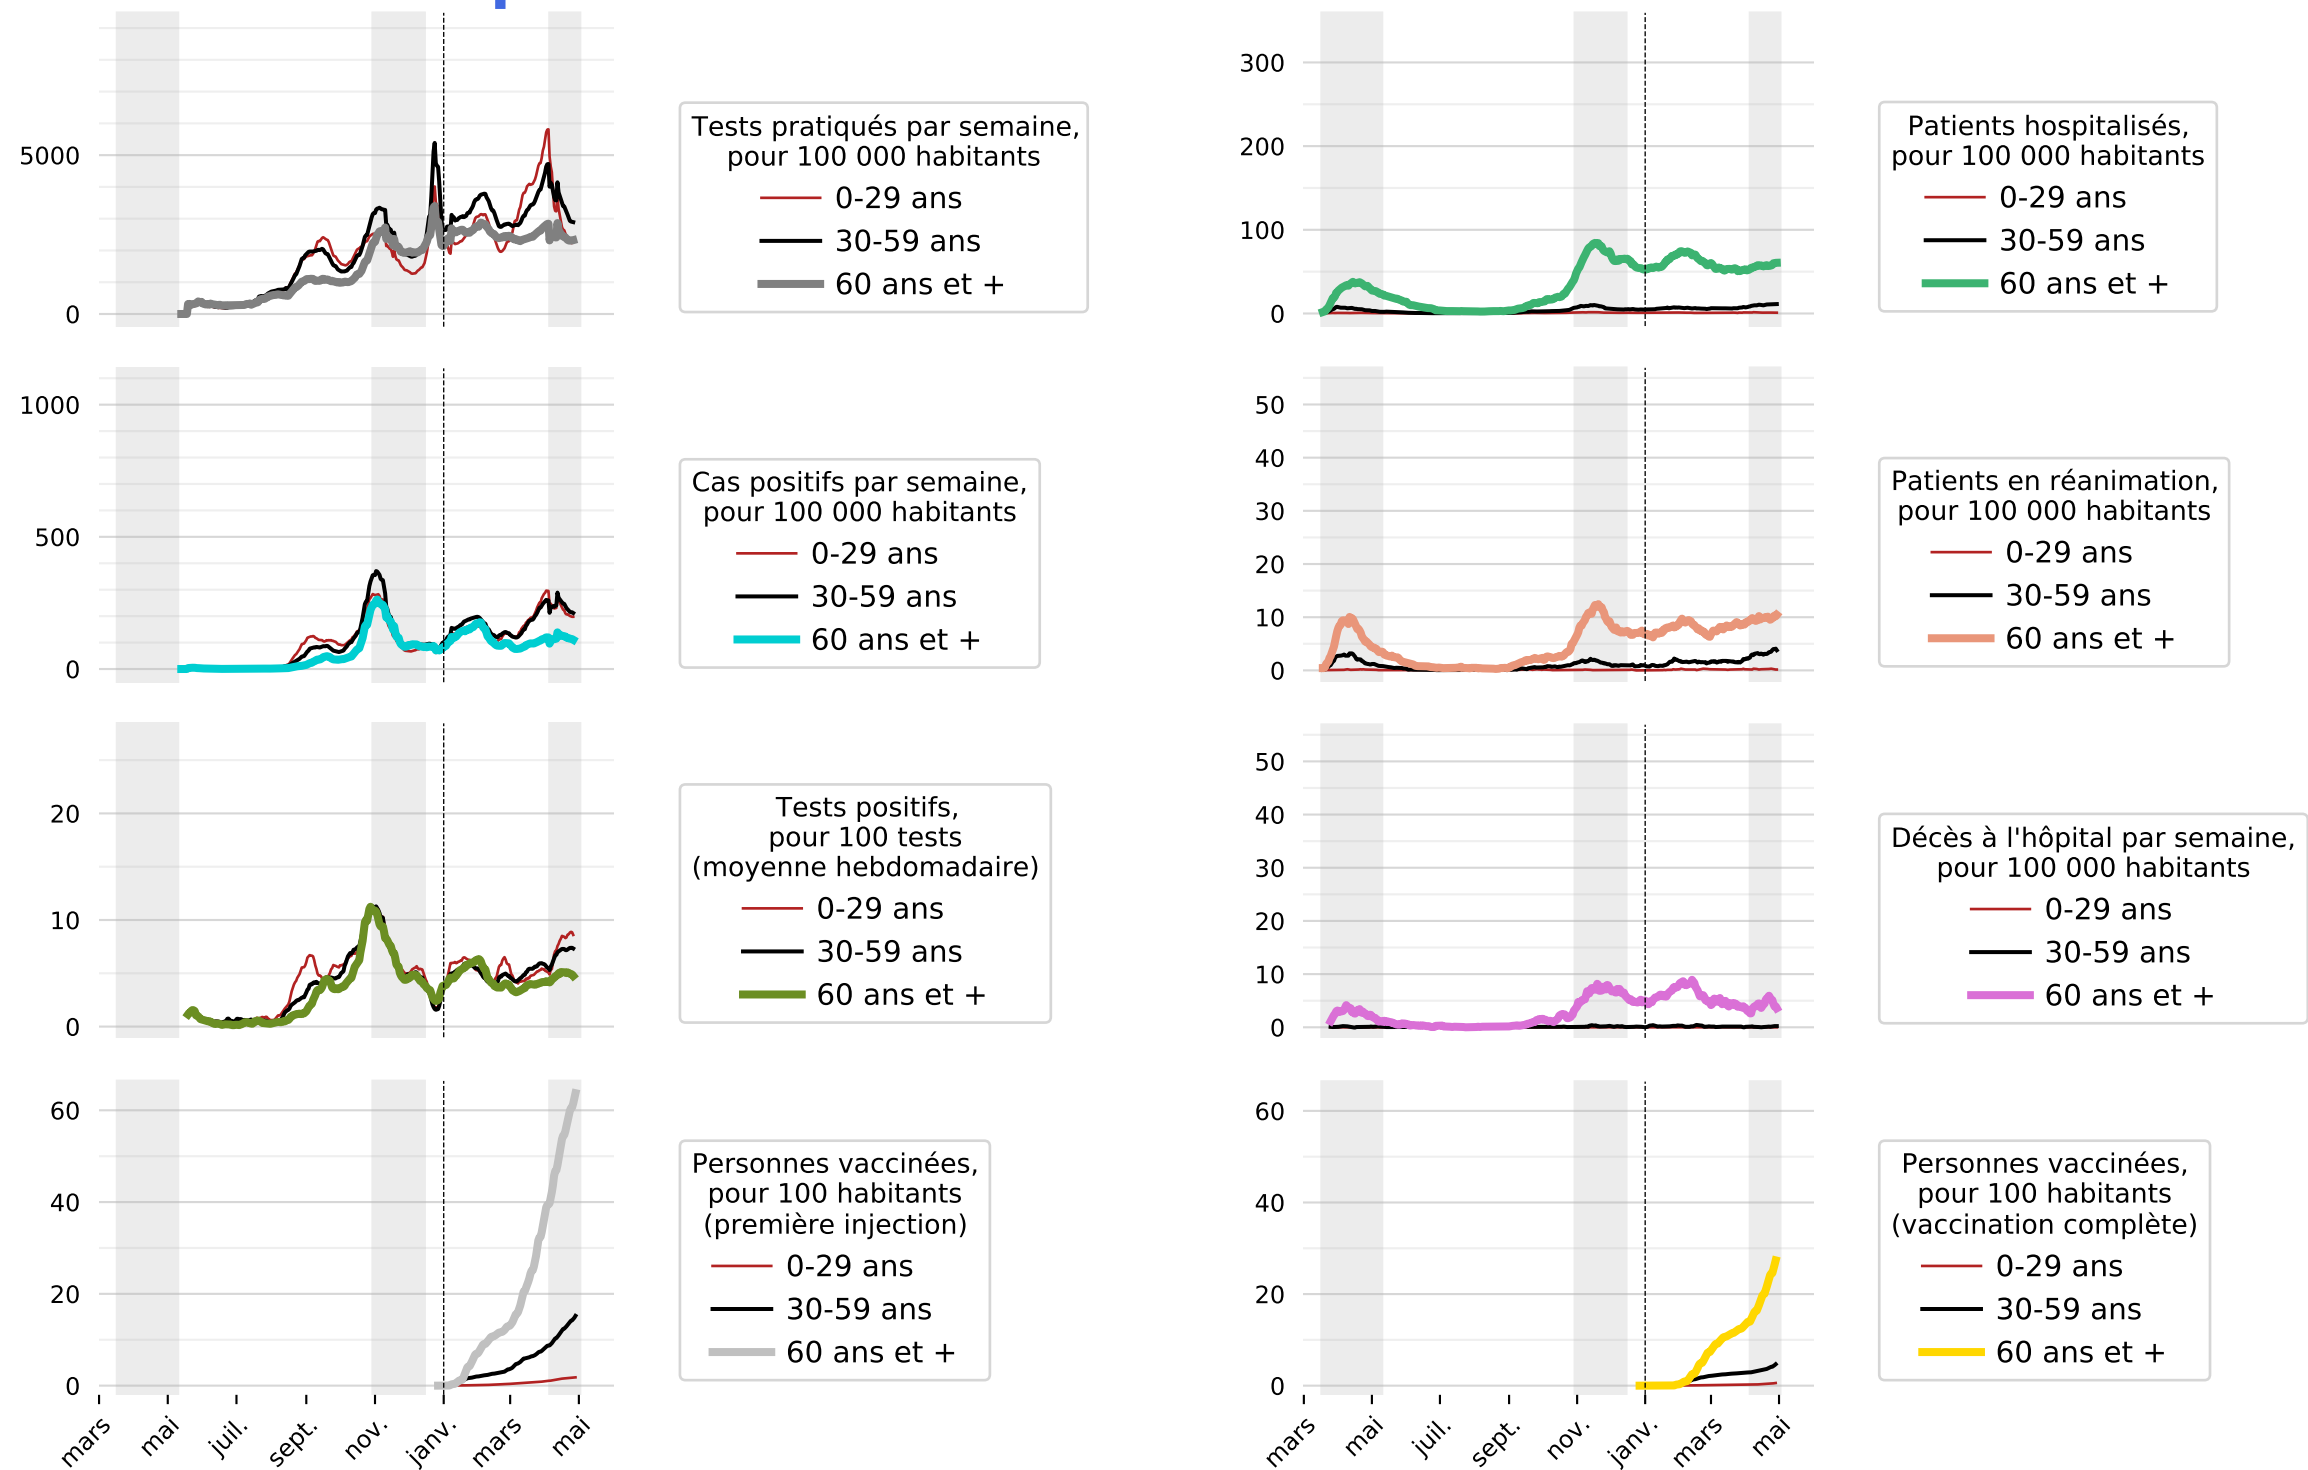 5000
0
Tests pratiqués par semaine,
pour 100 000 habitants
0-29 ans
30-59 ans
60 ans et +
300
200
100
0
Patients hospitalisés,
pour 100 000 habitants
0-29 ans
30-59 ans
60 ans et +
1000
500
0
Cas positifs par semaine,
pour 100 000 habitants
0-29 ans
30-59 ans
60 ans et +
50
40
30
20
10
0
Patients en réanimation,
pour 100 000 habitants
0-29 ans
30-59 ans
60 ans et +
20
10
0
Tests positifs,
pour 100 tests
(moyenne hebdomadaire)
0-29 ans
30-59 ans
60 ans et +
50
40
30
20
10
0
Décès à l'hôpital par semaine,
pour 100 000 habitants
0-29 ans
30-59 ans
60 ans et +
60
40
20
0
mars
mai
juil.
sept.
nov.
janv.
mars
mai
Personnes vaccinées,
pour 100 habitants
(première injection)
0-29 ans
30-59 ans
60 ans et +
60
40
20
0
mars
mai
juil.
sept.
nov.
janv.
mars
mai
Personnes vaccinées,
pour 100 habitants
(vaccination complète)
0-29 ans
30-59 ans
60 ans et +